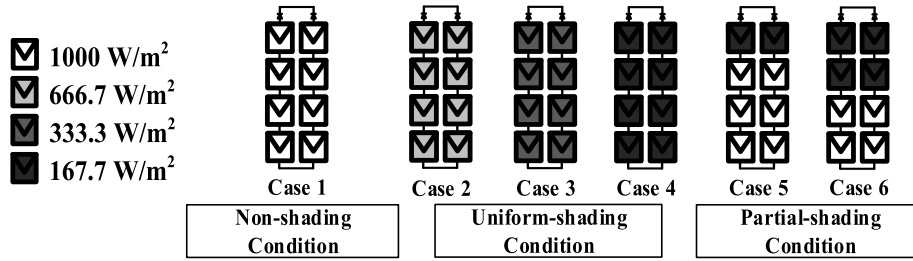 1000 W/m²
666.7 W/m²
333.3 W/m²
167.7 W/m²
Case 1
Case 2
Case 3
Case 4
Case 5
Case 6
Non-shading
Condition
Uniform-shading
Condition
Partial-shading
Condition